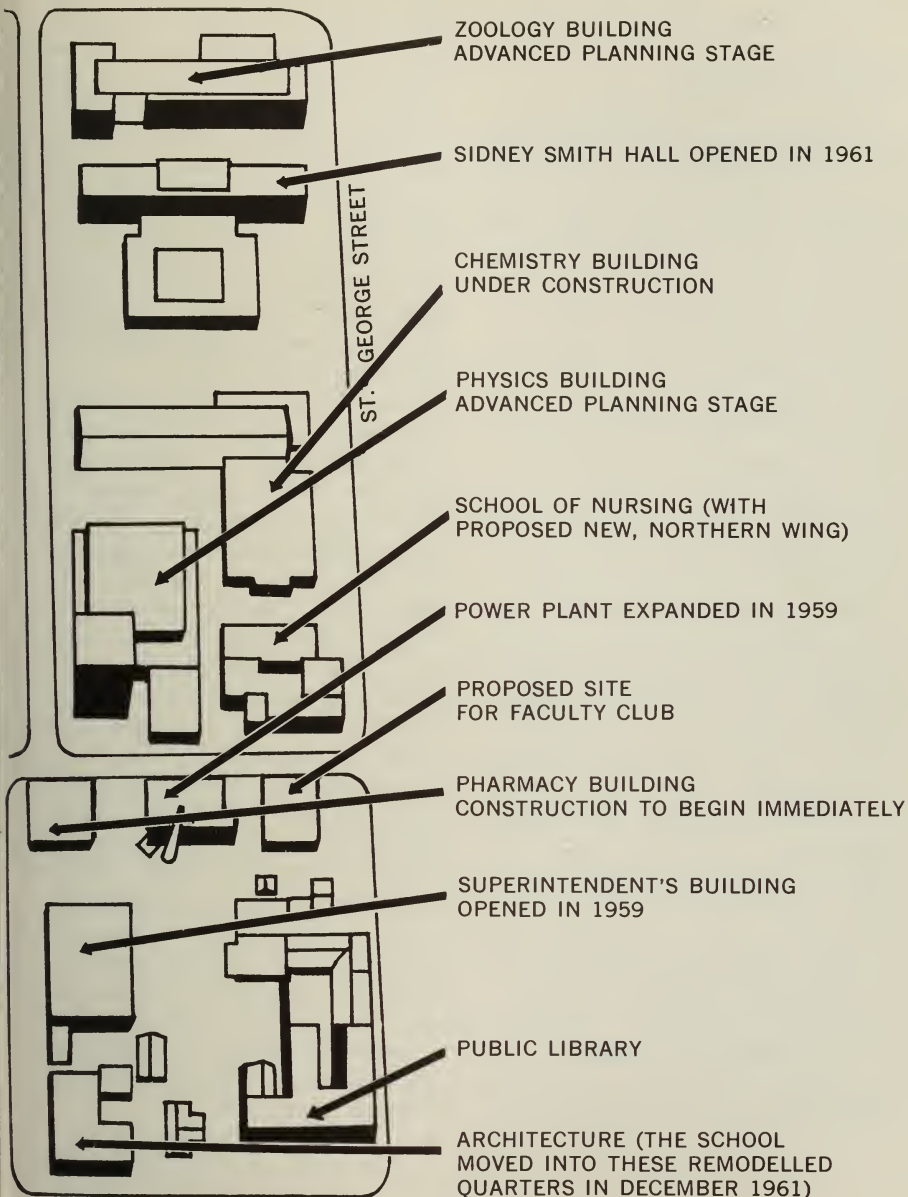 ZOOLOGY BUILDING
ADVANCED PLANNING STAGE
SIDNEY SMITH HALL OPENED IN 1961
ST. GEORGE STREET
CHEMISTRY BUILDING
UNDER CONSTRUCTION
PHYSICS BUILDING
ADVANCED PLANNING STAGE
SCHOOL OF NURSING (WITH
PROPOSED NEW, NORTHERN WING)
POWER PLANT EXPANDED IN 1959
PROPOSED SITE
FOR FACULTY CLUB
PHARMACY BUILDING
CONSTRUCTION TO BEGIN IMMEDIATELY
SUPERINTENDENT'S BUILDING
OPENED IN 1959
PUBLIC LIBRARY
ARCHITECTURE (THE SCHOOL
MOVED INTO THESE REMODELLED
QUARTERS IN DECEMBER 1961)